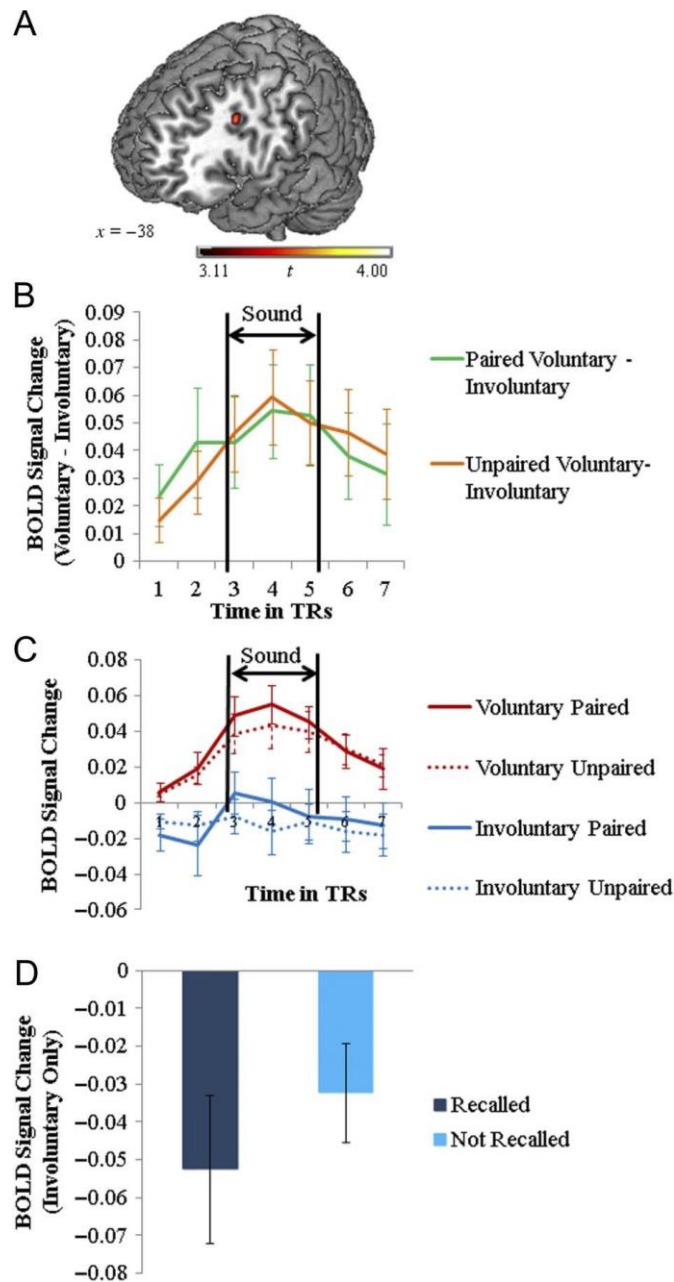 A
x = −38
3.11 t 4.00
B
BOLD Signal Change
(Voluntary - Involuntary)
0.09
0.08
0.07
0.06
0.05
0.04
0.03
0.02
0.01
0
Sound
1 2 3 4 5 6 7
Time in TRs
Paired Voluntary -
Involuntary
Unpaired Voluntary-
Involuntary
C
BOLD Signal Change
0.08
0.06
0.04
0.02
0
−0.02
−0.04
−0.06
Sound
1 2 3 4 5 6 7
Time in TRs
Voluntary Paired
Voluntary Unpaired
Involuntary Paired
Involuntary Unpaired
D
BOLD Signal Change
(Involuntary Only)
0
−0.01
−0.02
−0.03
−0.04
−0.05
−0.06
−0.07
−0.08
Recalled
Not Recalled